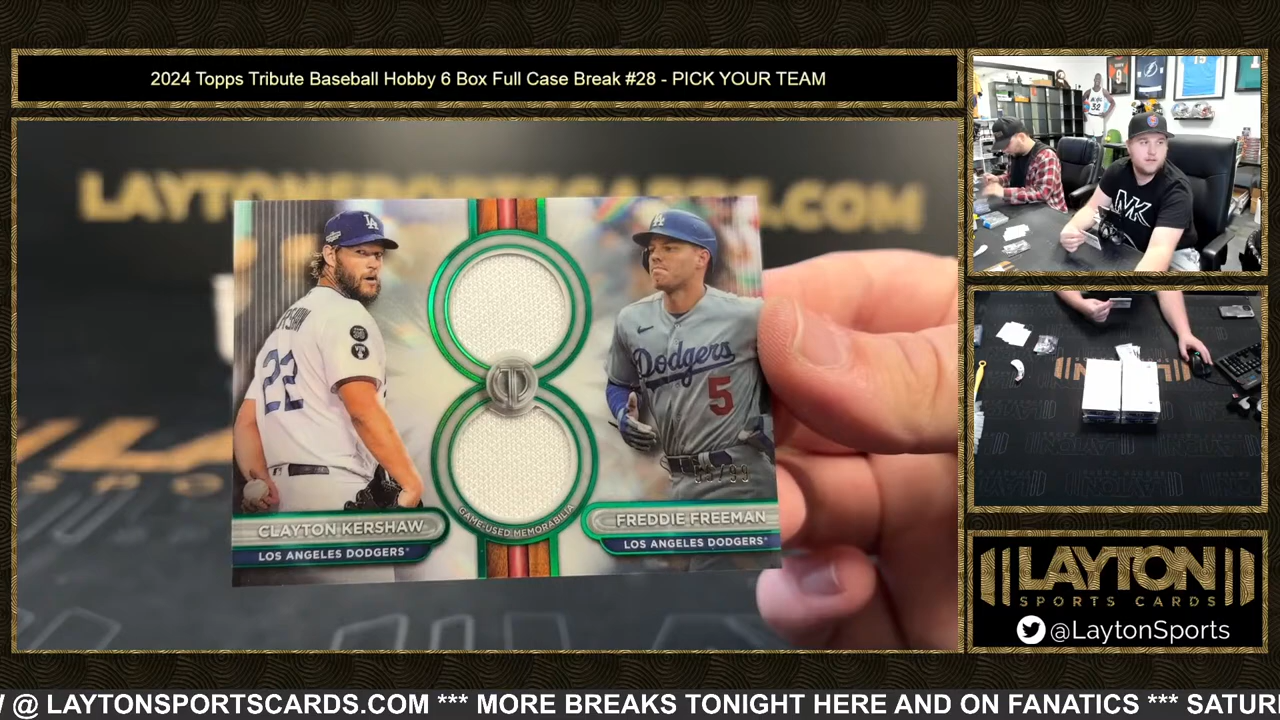 2024 Topps Tribute Baseball Hobby 6 Box Full Case Break #28 - PICK YOUR TEAM
LAYTONSPORTSCARDS.COM
22
Dodgers
5
CLAYTON KERSHAW
LOS ANGELES DODGERS
GAME-USED MEMORABILIA
FREDDIE FREEMAN
LOS ANGELES DODGERS
LAYTON
SPORTS CARDS
@LaytonSports
@ LAYTONSPORTSCARDS.COM *** MORE BREAKS TONIGHT HERE AND ON FANATICS *** SATUR